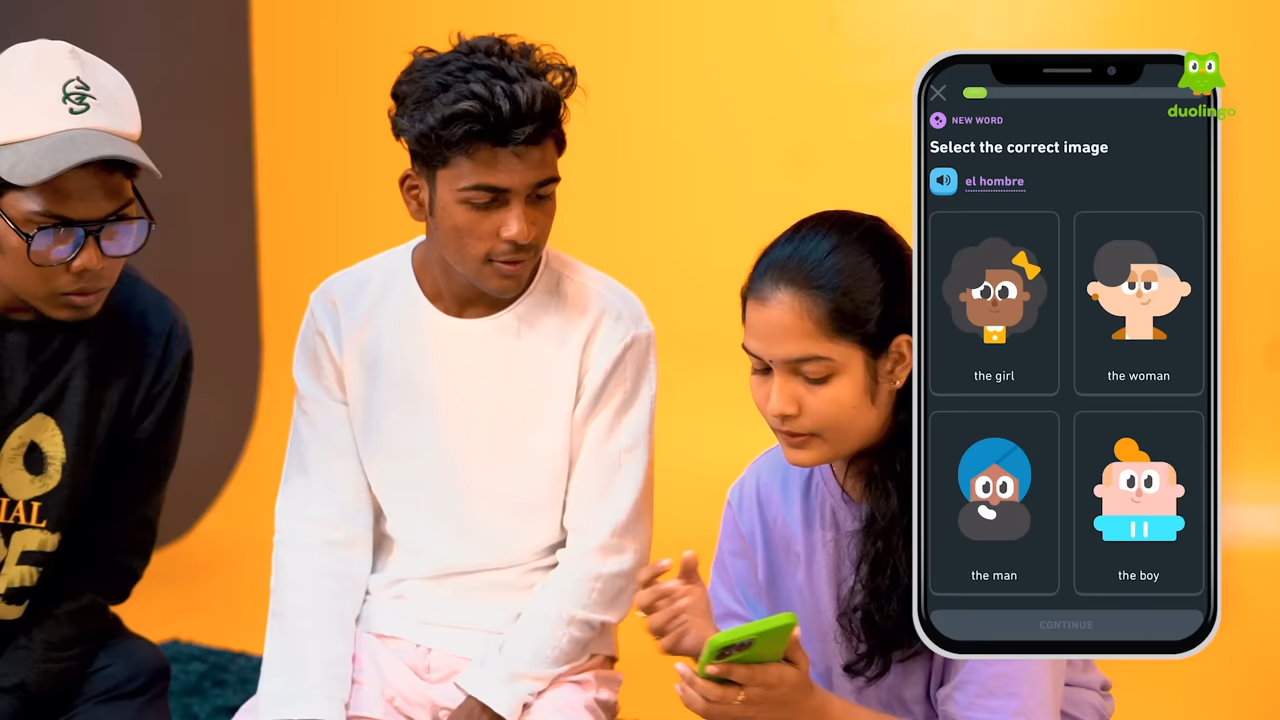 duolingo
NEW WORD
Select the correct image
el hombre
the girl
the woman
the man
the boy
CONTINUE